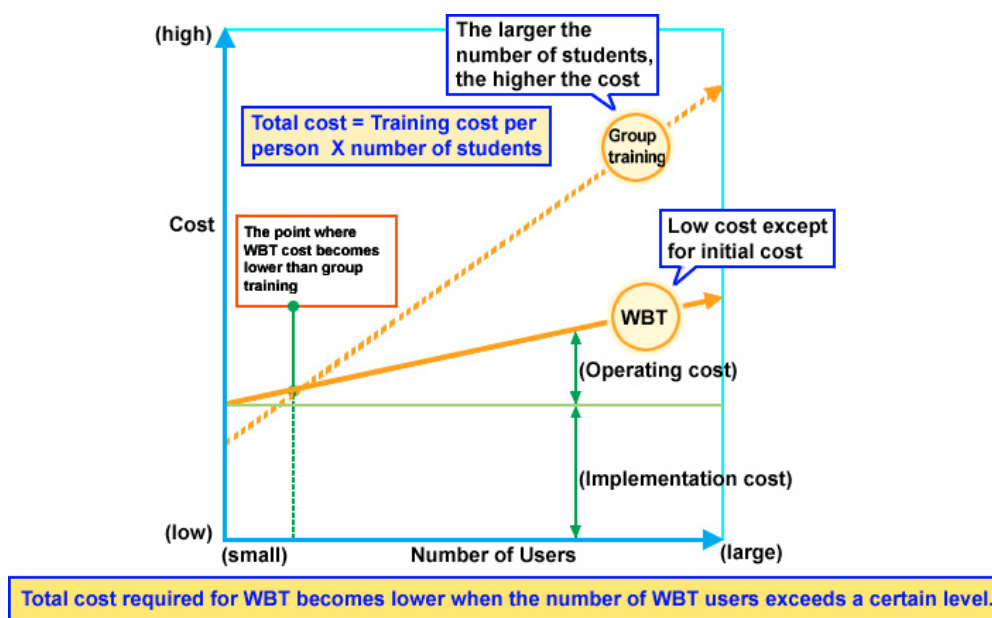 (high)
The larger the
number of students,
the higher the cost
Total cost = Training cost per
person X number of students
Group
training
Cost
The point where
WBT cost becomes
lower than group
training
Low cost except
for initial cost
WBT
(Operating cost)
(Implementation cost)
(low)
(small)
Number of Users
(large)
Total cost required for WBT becomes lower when the number of WBT users exceeds a certain level.